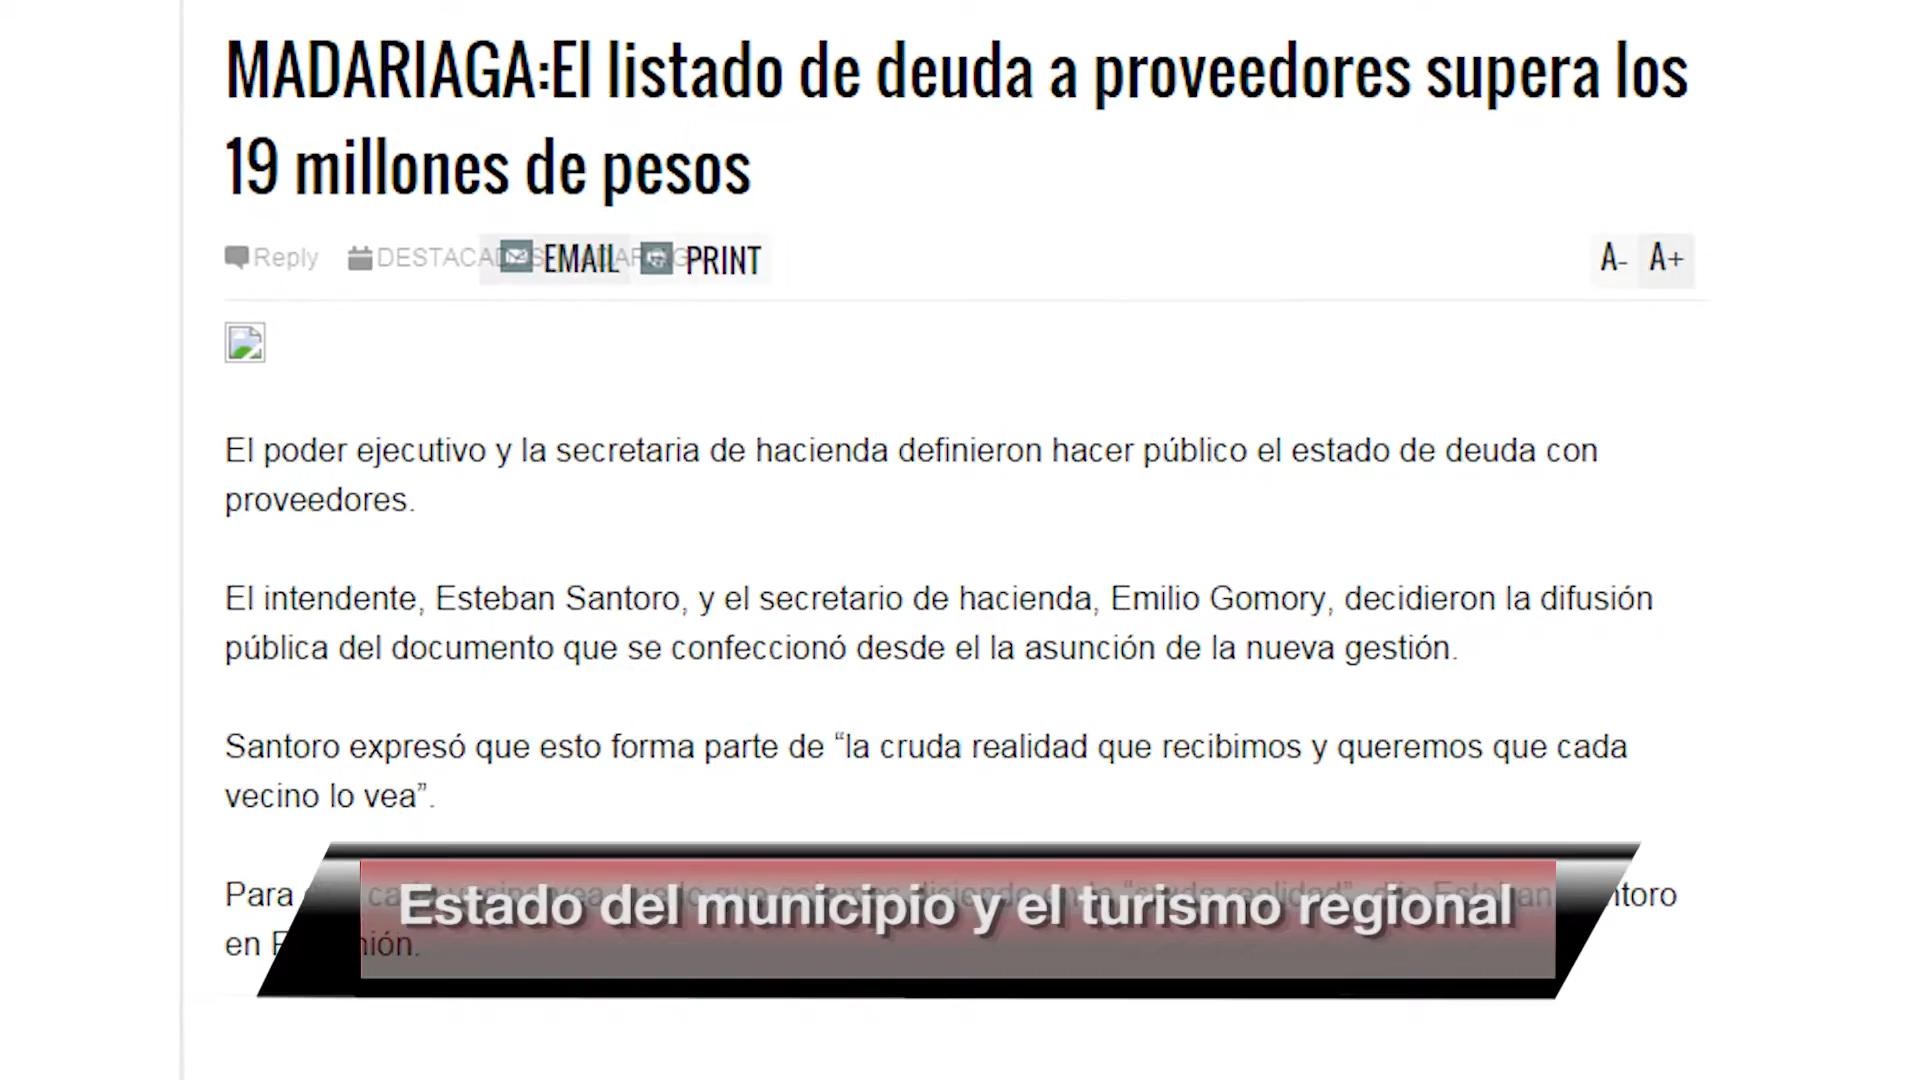 MADARIAGA:El listado de deuda a proveedores supera los
19 millones de pesos
Reply DESTACADOS EMAIL PRINT A- A+
El poder ejecutivo y la secretaria de hacienda definieron hacer público el estado de deuda con
proveedores.
El intendente, Esteban Santoro, y el secretario de hacienda, Emilio Gomory, decidieron la difusión
pública del documento que se confeccionó desde el la asunción de la nueva gestión.
Santoro expresó que esto forma parte de “la cruda realidad que recibimos y queremos que cada
vecino lo vea”.
Para
en
Estado del municipio y el turismo regional